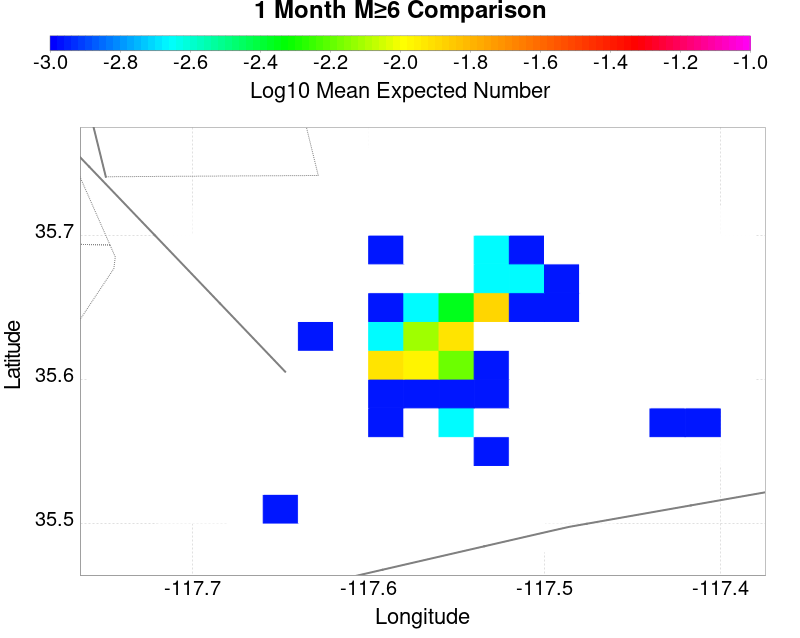 1 Month M≥6 Comparison
-3.0 -2.8 -2.6 -2.4 -2.2 -2.0 -1.8 -1.6 -1.4 -1.2 -1.0
Log10 Mean Expected Number
35.7
35.6
35.5
Latitude
-117.7 -117.6 -117.5 -117.4
Longitude